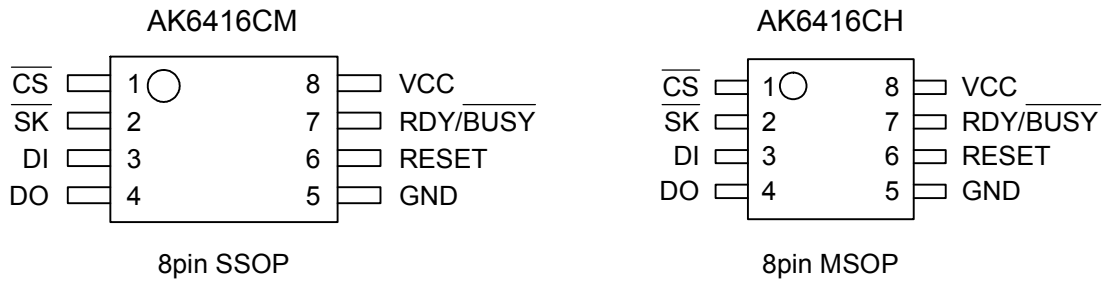 AK6416CM
CS 1 8 VCC
SK 2 7 RDY/BUSY
DI 3 6 RESET
DO 4 5 GND
8pin SSOP
AK6416CH
CS 1 8 VCC
SK 2 7 RDY/BUSY
DI 3 6 RESET
DO 4 5 GND
8pin MSOP